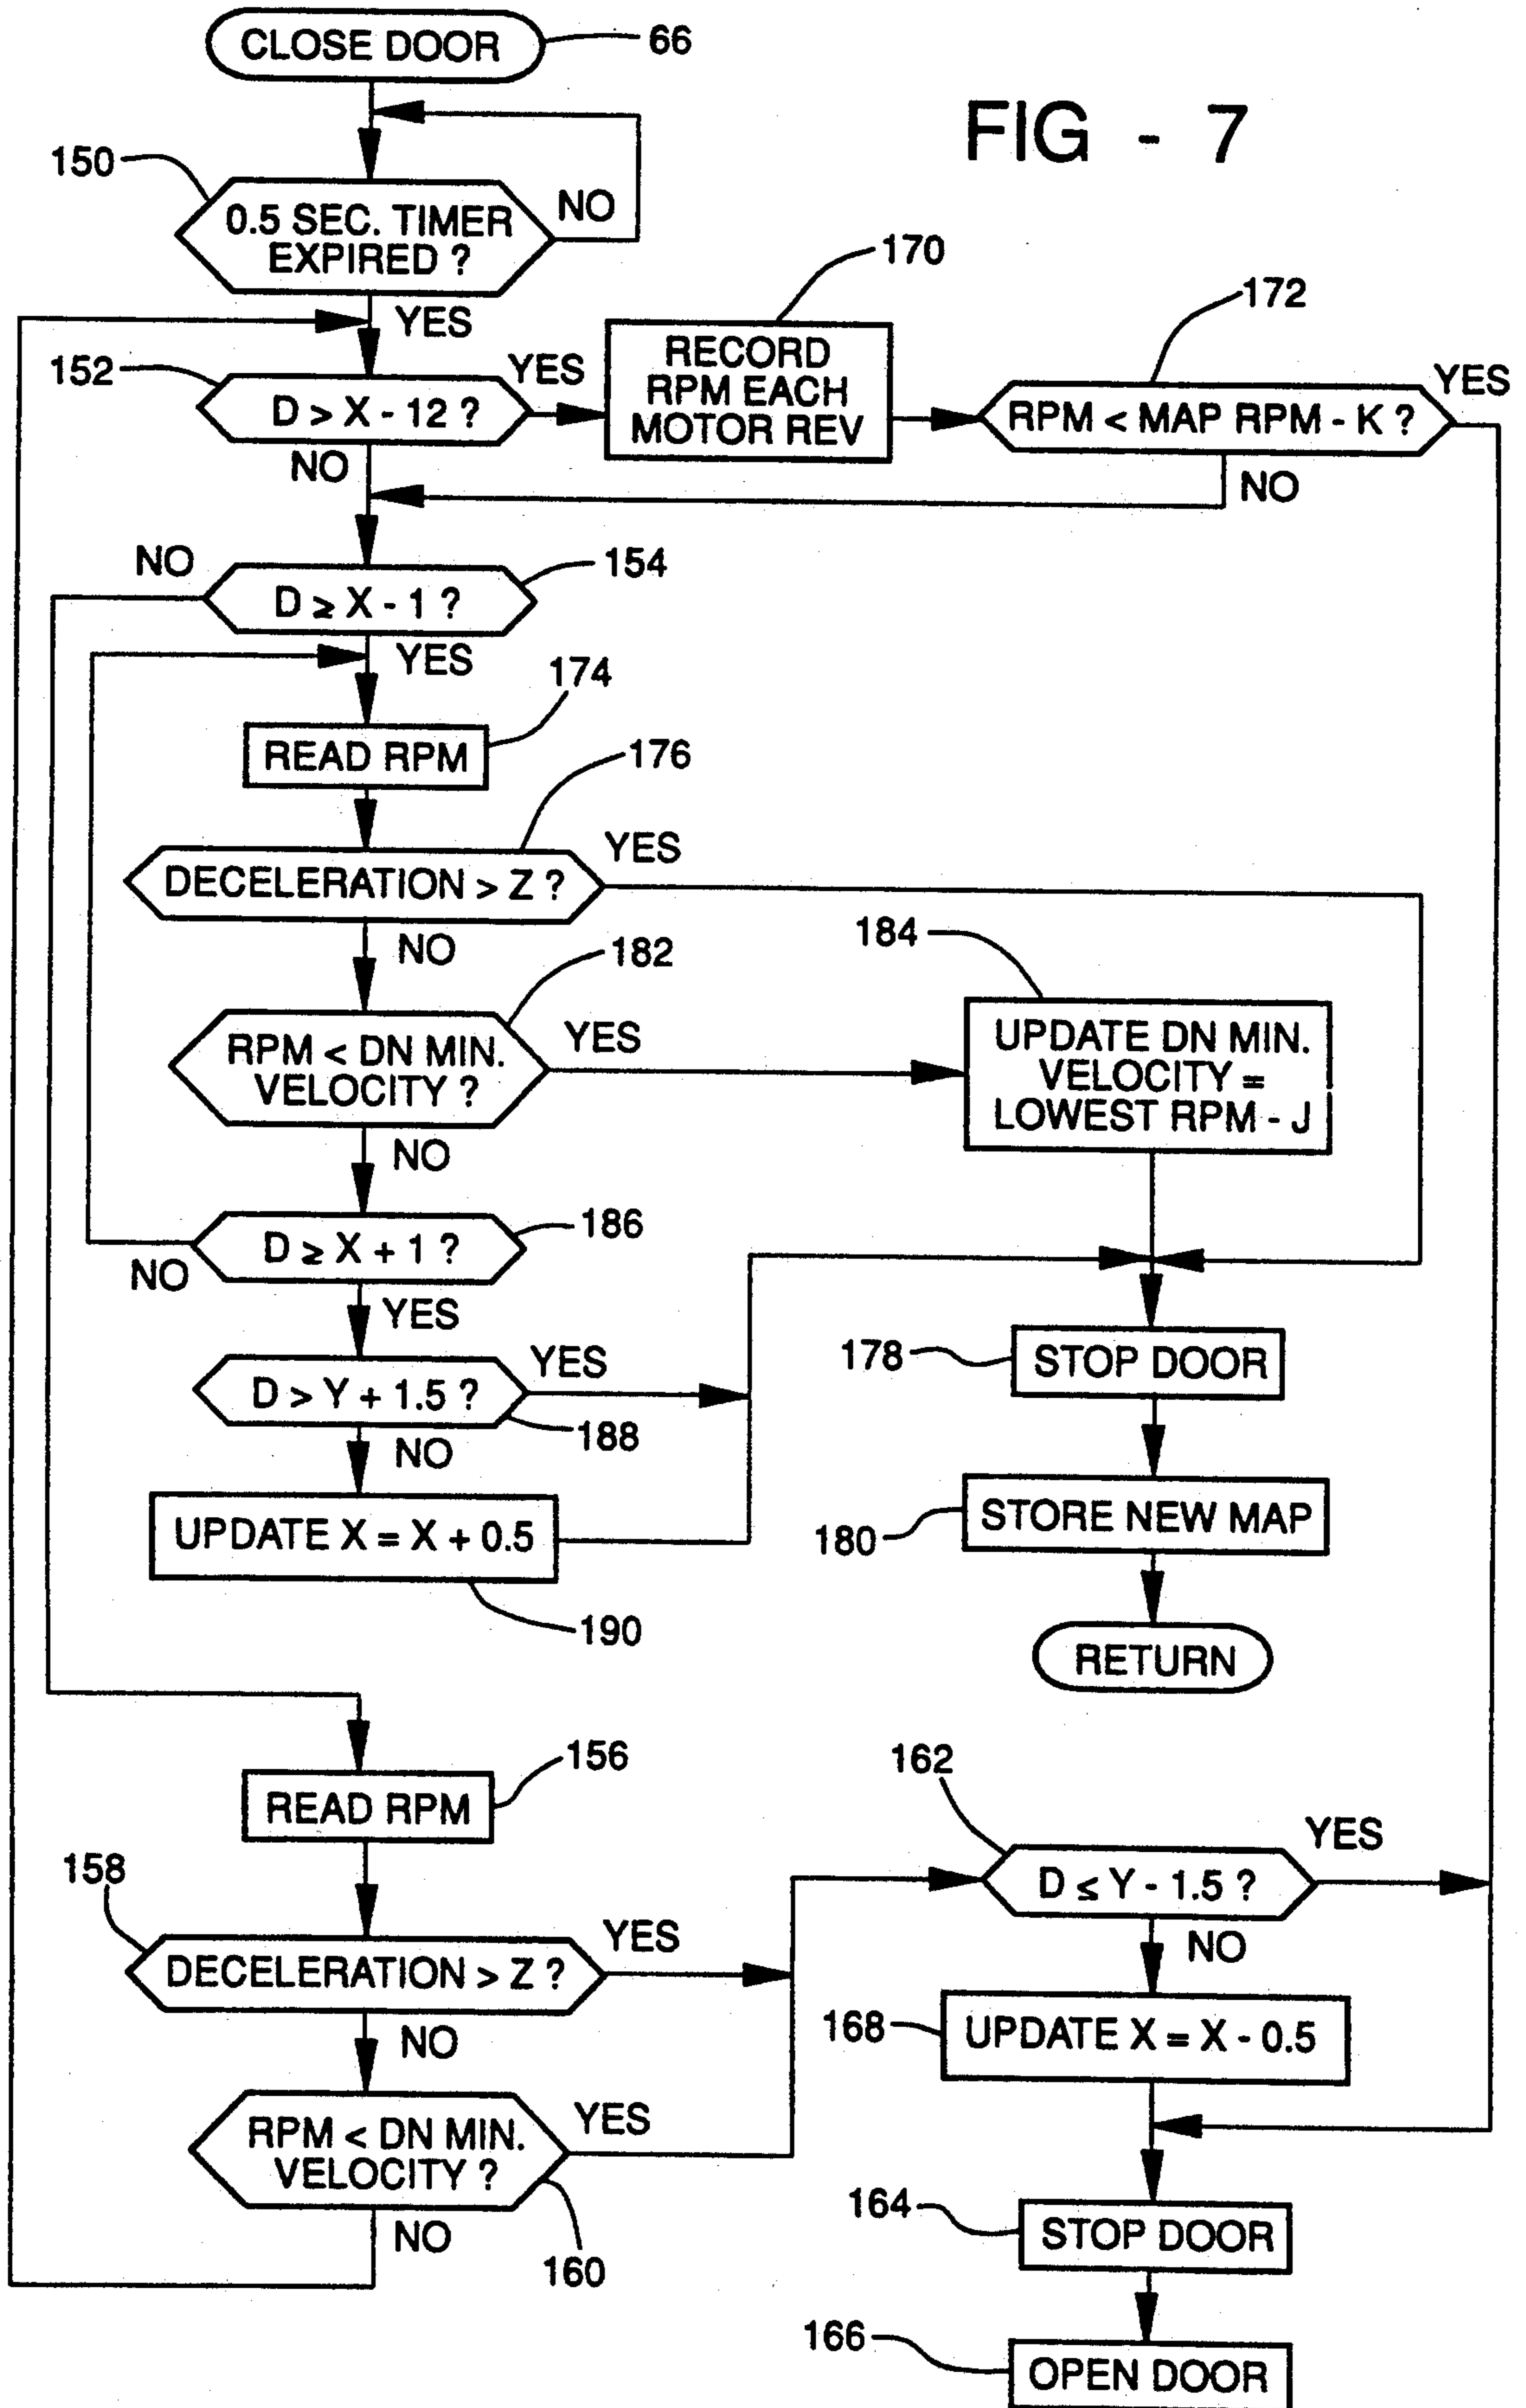 CLOSE DOOR
66
FIG - 7
150
0.5 SEC. TIMER
EXPIRED ?
NO
YES
170
172
152
D > X - 12 ?
YES
RECORD
RPM EACH
MOTOR REV
RPM < MAP RPM - K ?
YES
NO
NO
NO
154
D ≥ X - 1 ?
YES
174
READ RPM
176
DECELERATION > Z ?
YES
NO
182
184
RPM < DN MIN.
VELOCITY ?
YES
UPDATE DN MIN.
VELOCITY =
LOWEST RPM - J
NO
186
D ≥ X + 1 ?
NO
YES
178
STOP DOOR
D > Y + 1.5 ?
YES
188
NO
180
STORE NEW MAP
UPDATE X = X + 0.5
190
RETURN
156
READ RPM
162
D ≤ Y - 1.5 ?
YES
158
DECELERATION > Z ?
YES
NO
NO
168
UPDATE X = X - 0.5
RPM < DN MIN.
VELOCITY ?
YES
NO
160
164
STOP DOOR
166
OPEN DOOR